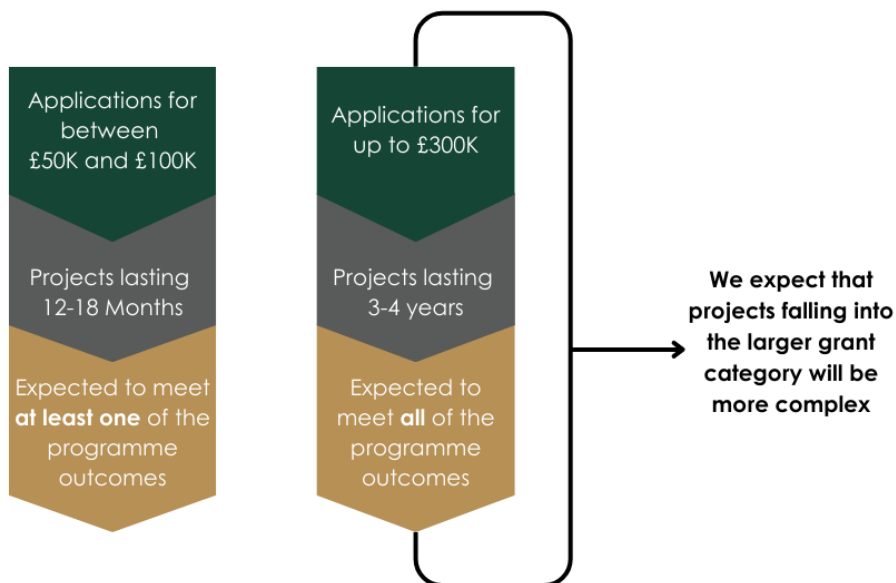 Applications for
between
£50K and £100K
Projects lasting
12-18 Months
Expected to meet
at least one of the
programme
outcomes
Applications for
up to £300K
Projects lasting
3-4 years
Expected to
meet all of the
programme
outcomes
We expect that
projects falling into
the larger grant
category will be
more complex